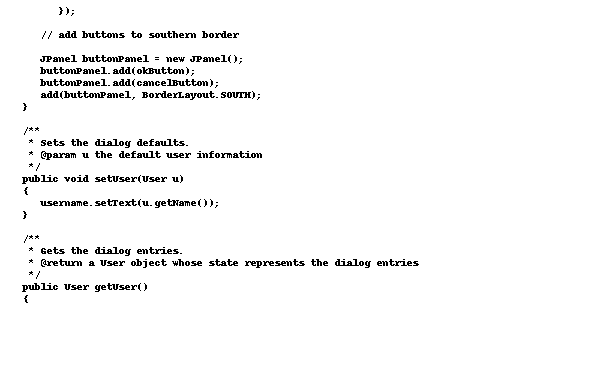 });
// add buttons to southern border
JPanel buttonPanel = new JPanel();
buttonPanel.add(okButton);
buttonPanel.add(cancelButton);
add(buttonPanel, BorderLayout.SOUTH);
}
/**
* Sets the dialog defaults.
* @param u the default user information
*/
public void setUser(User u)
{
username.setText(u.getName());
}
/**
* Gets the dialog entries.
* @return a User object whose state represents the dialog entries
*/
public User getUser()
{